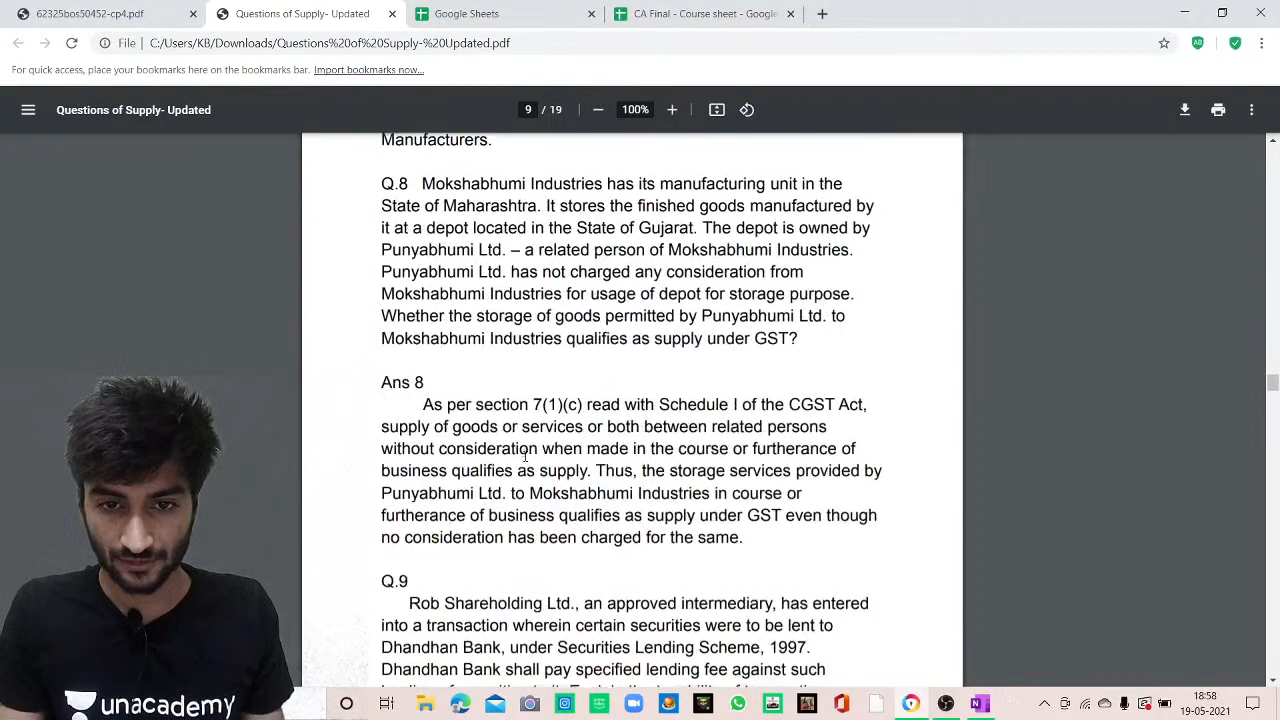 62325bos50452-cp4.pdf
Questions of Supply- Updated
Google Sheets
CA Final - Course sheet - Google
File
C:/Users/KB/Downloads/Questions%20of%20Supply-%20Updated.pdf
For quick access, place your bookmarks here on the bookmarks bar. Import bookmarks now...
Questions of Supply- Updated
9 / 19
100%
Manufacturers.
Q.8 Mokshabhumi Industries has its manufacturing unit in the
State of Maharashtra. It stores the finished goods manufactured by
it at a depot located in the State of Gujarat. The depot is owned by
Punyabhumi Ltd. – a related person of Mokshabhumi Industries.
Punyabhumi Ltd. has not charged any consideration from
Mokshabhumi Industries for usage of depot for storage purpose.
Whether the storage of goods permitted by Punyabhumi Ltd. to
Mokshabhumi Industries qualifies as supply under GST?
Ans 8
As per section 7(1)(c) read with Schedule I of the CGST Act,
supply of goods or services or both between related persons
without consideration when made in the course or furtherance of
business qualifies as supply. Thus, the storage services provided by
Punyabhumi Ltd. to Mokshabhumi Industries in course or
furtherance of business qualifies as supply under GST even though
no consideration has been charged for the same.
Q.9
Rob Shareholding Ltd., an approved intermediary, has entered
into a transaction wherein certain securities were to be lent to
Dhandhan Bank, under Securities Lending Scheme, 1997.
Dhandhan Bank shall pay specified lending fee against such
unacademy
18:58
19-05-2021